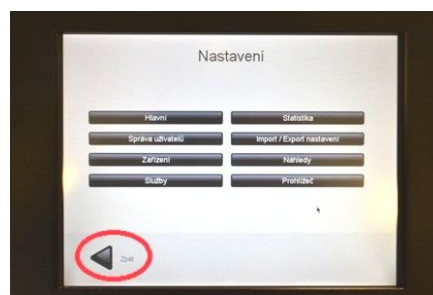 Nastavení
Hlavní
Statistika
Správa uživatelů
Import / Export nastavení
Zařízení
Náhledy
Služby
Prohlížeč
Zpět